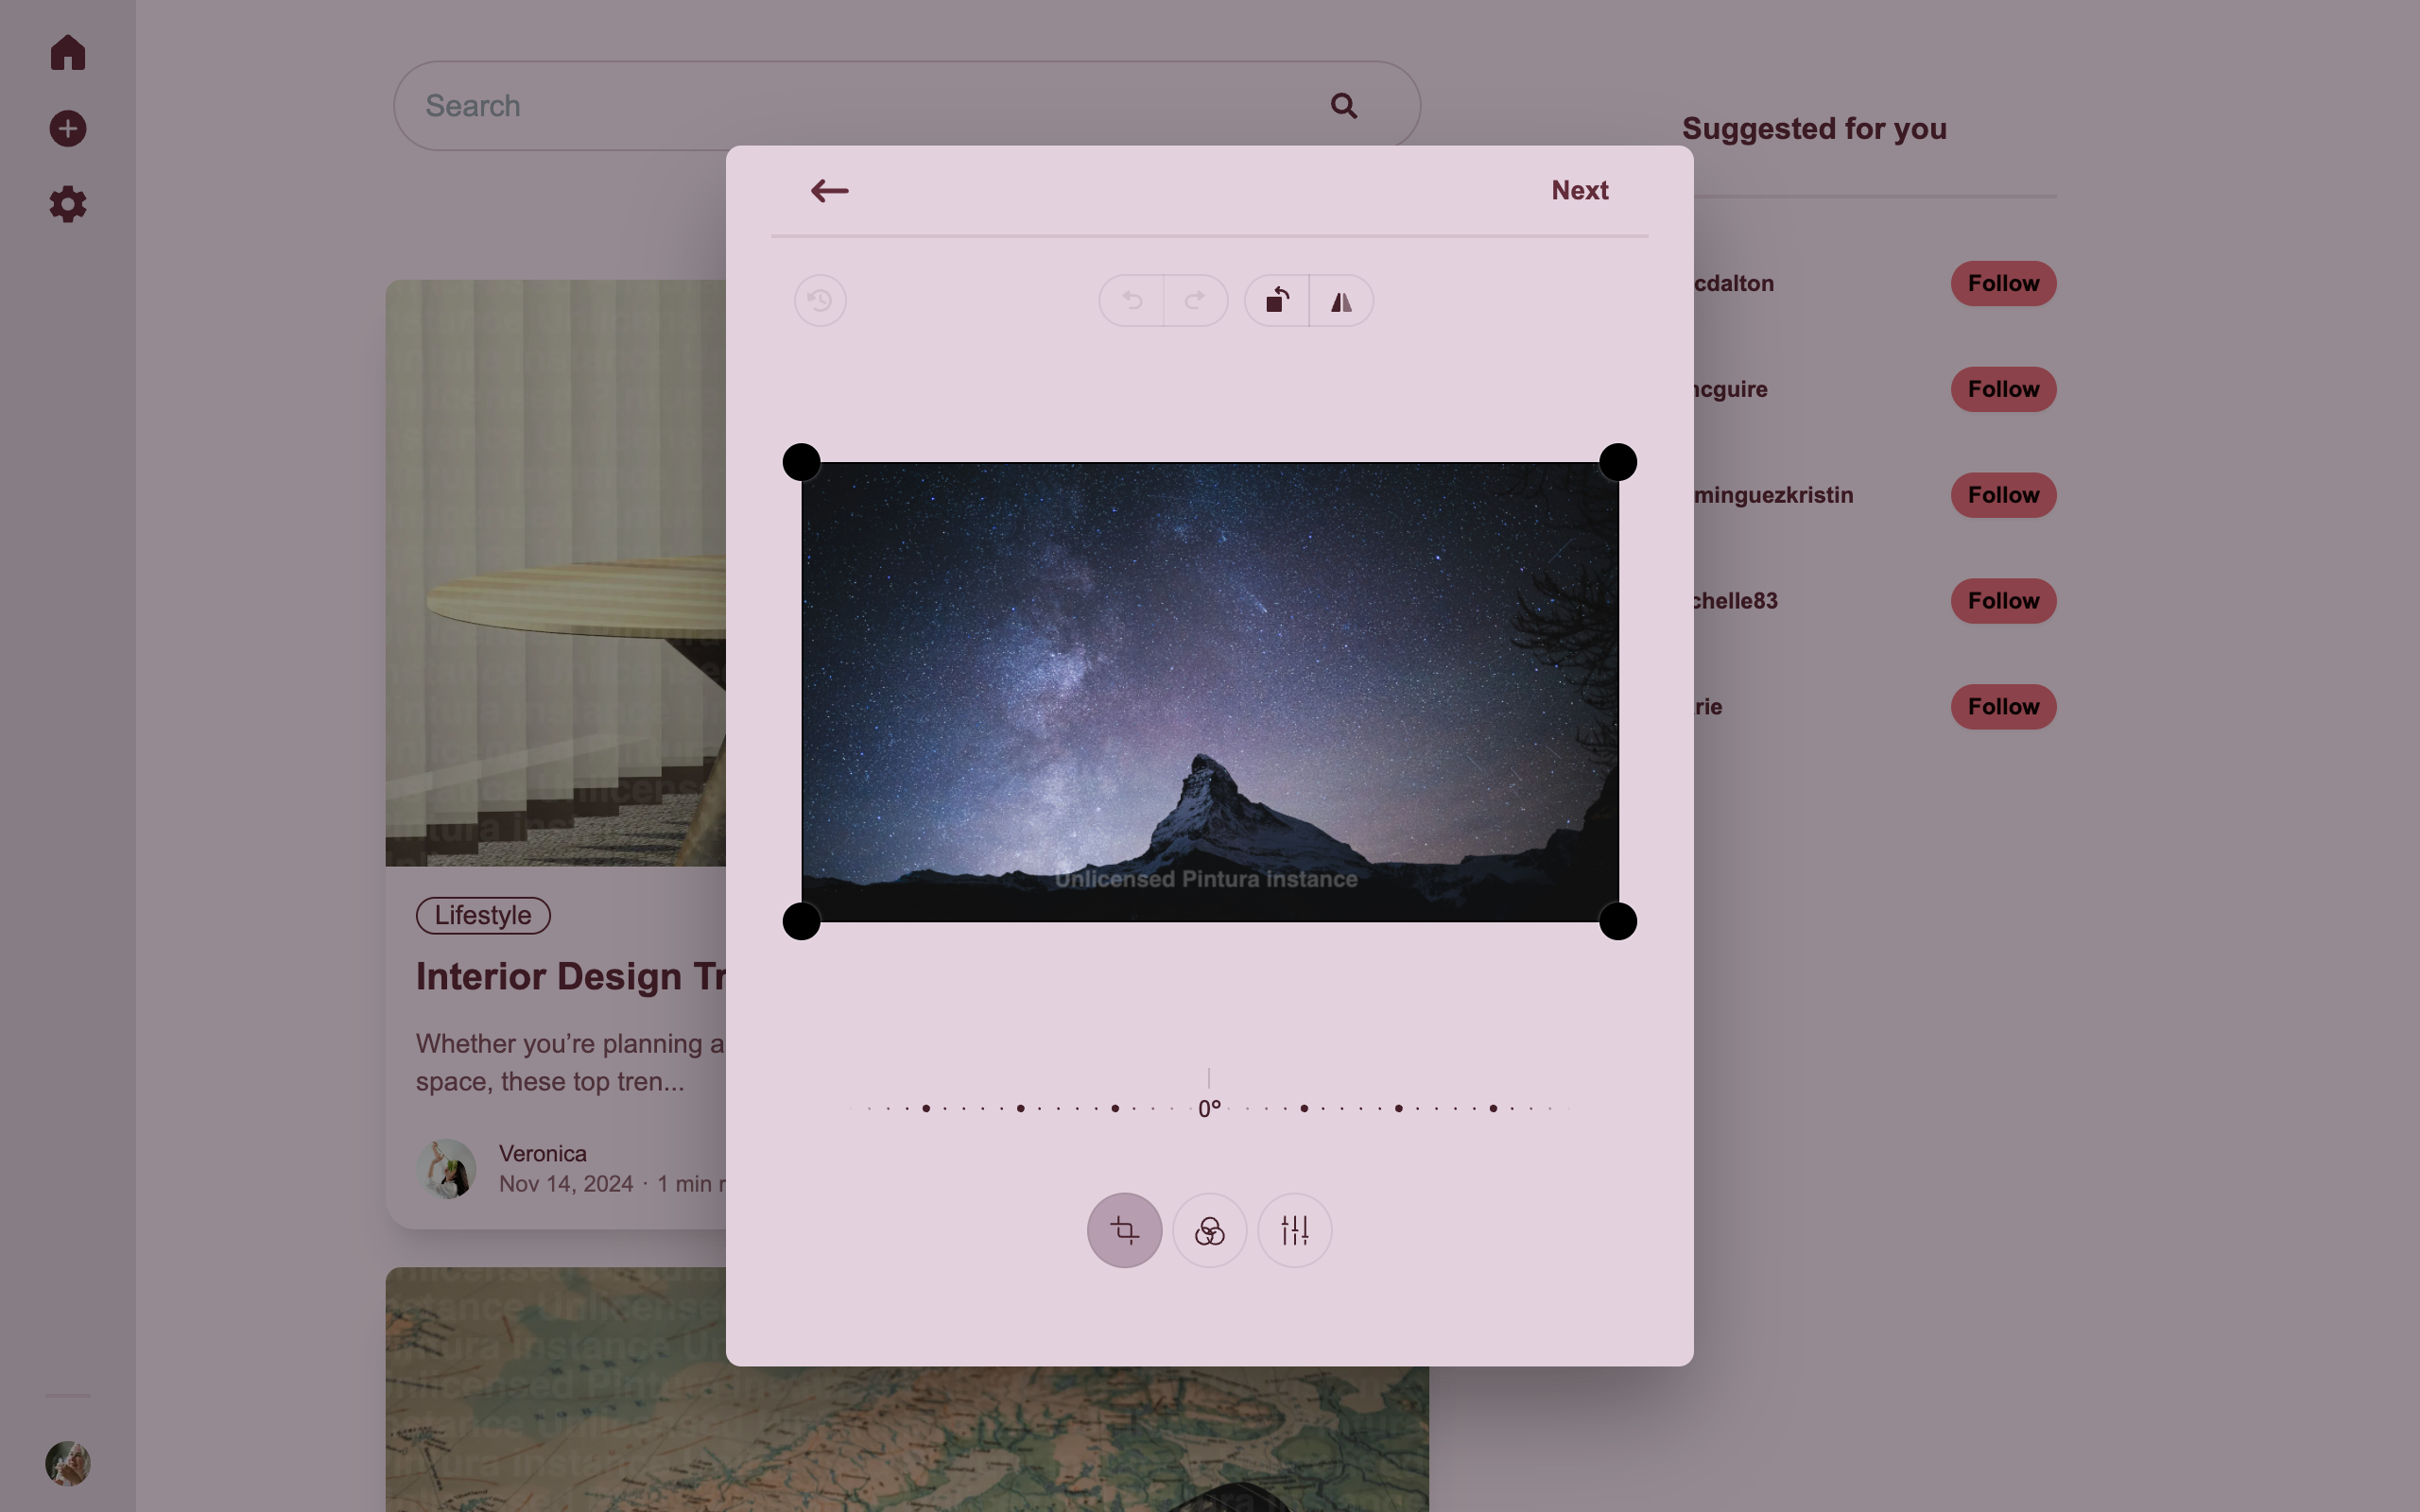 Search
Suggested for you
Next
cdalton
Follow
mcguire
Follow
minguezkristin
Follow
chelle83
Follow
rie
Follow
Unlicensed Pintura instance
Lifestyle
Interior Design Tr
Whether you’re planning a
space, these top tren...
Veronica
Nov 14, 2024 · 1 min r
0°